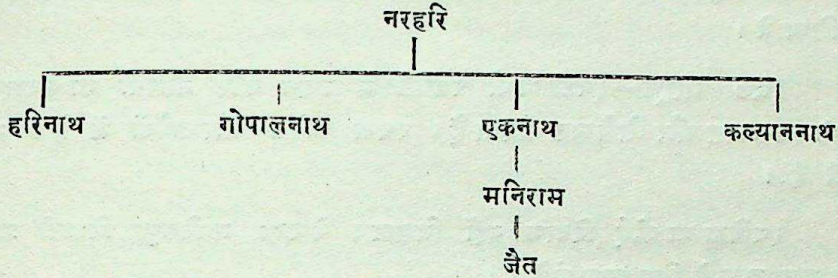 नरहरि
हरिनाथ गोपालनाथ एकनाथ कल्याननाथ
मनिराम
जैत